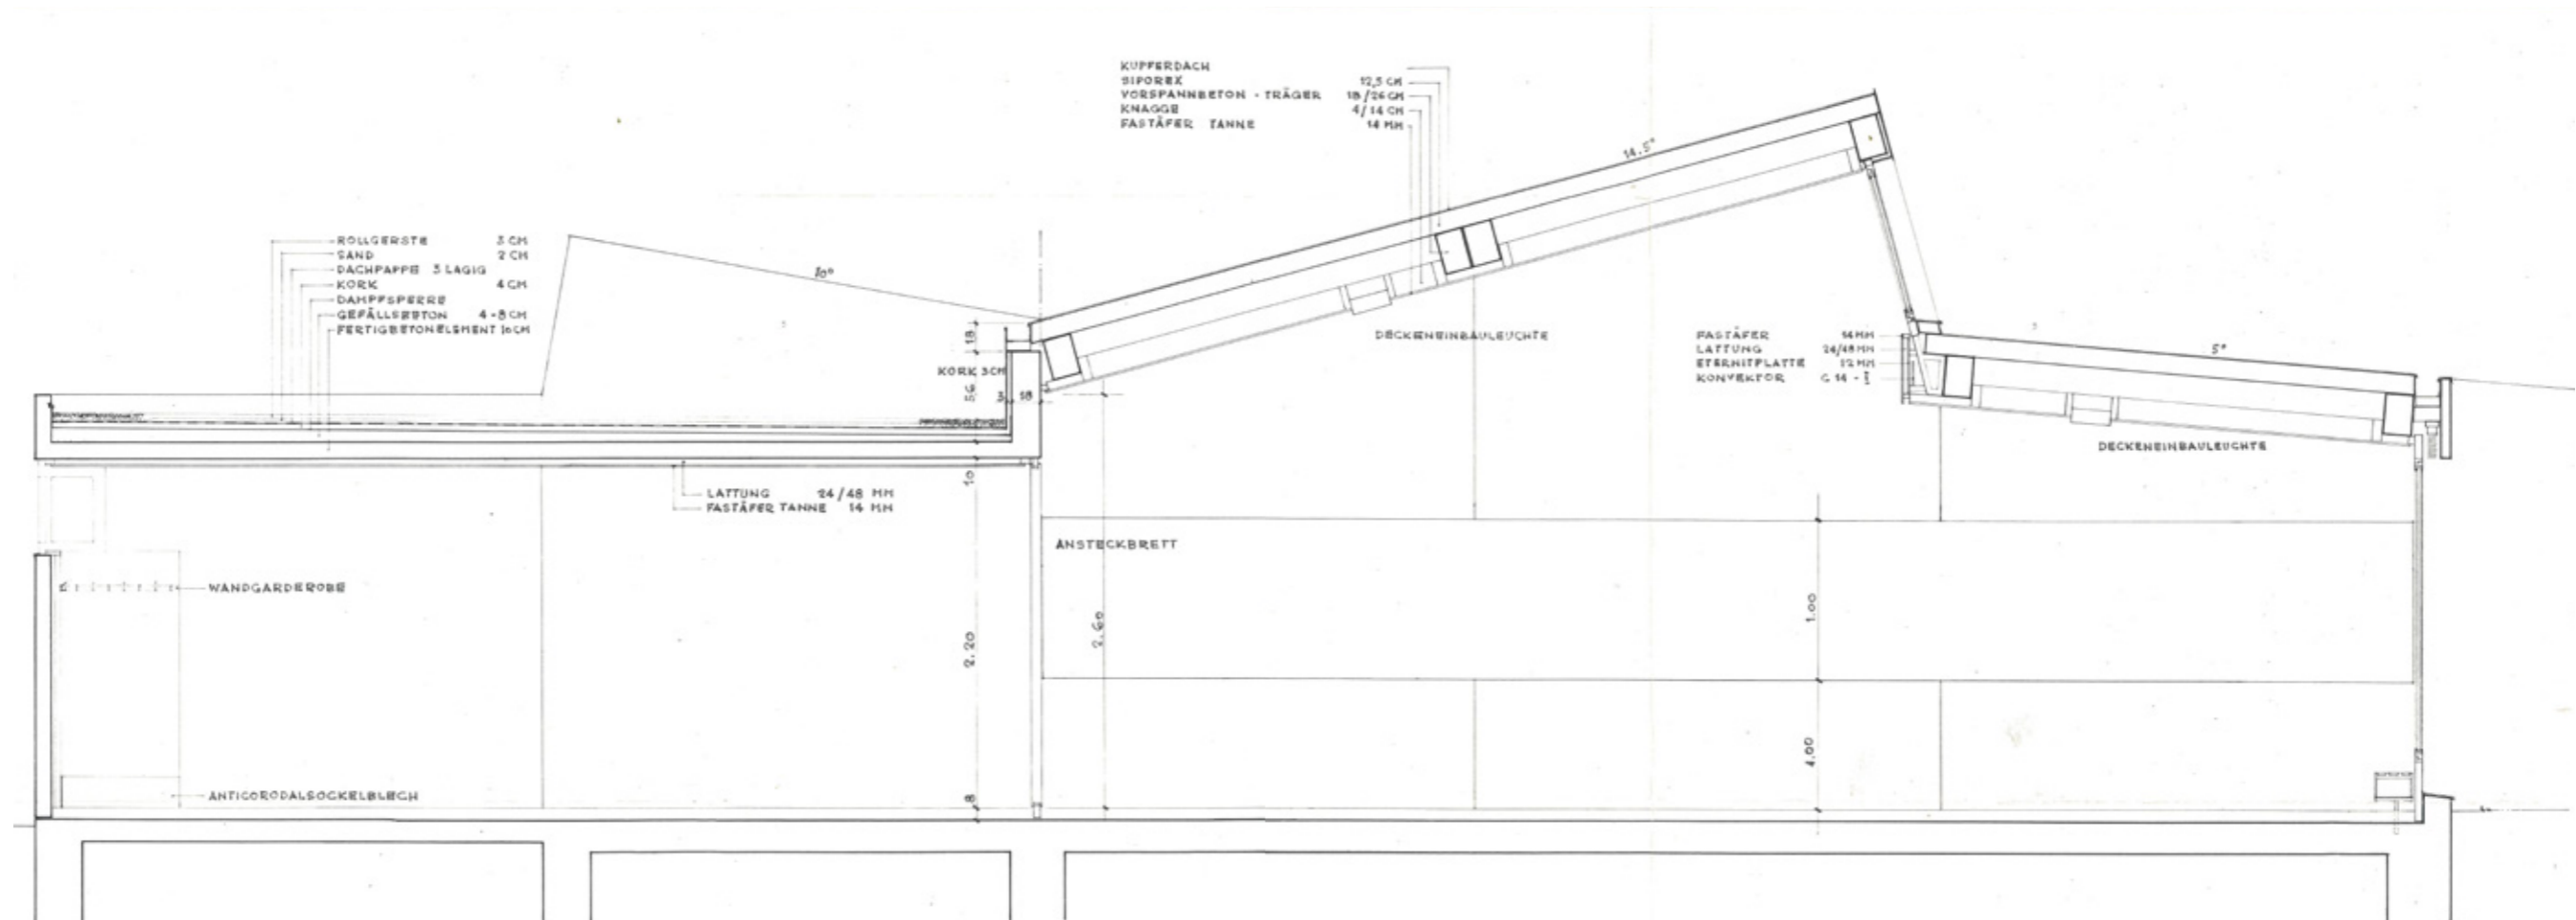 KUPFERDACH
SIPOREX 12,5 CM
VORSPANNBETON - TRÄGER 18/26 CM
KNAGGE 4/14 CM
FASTÄFER TANNE 14 MM
14.5°
ROLLGERSTE 3 CM
SAND 2 CM
DACHPAPPE 3 LAGIG
KORK 4 CM
DAMPFSPERRE
GEFÄLLSBETON 4-8 CM
FERTIGBETONELEMENT 10 CM
10°
18
KORK 3 CM
56
3 18
DECKENEINBAULEUCHTE
FASTÄFER 14 MM
LATTUNG 24/48 MM
ETERNITPLATTE 12 MM
KONVEKTOR G 14 - I
5°
DECKENEINBAULEUCHTE
10
LATTUNG 24/48 MM
FASTÄFER TANNE 14 MM
ANSTECKBRETT
WANDGARDEROBE
2.20
2.60
1.00
4.00
8
ANTICORODALSOCKELBLECH